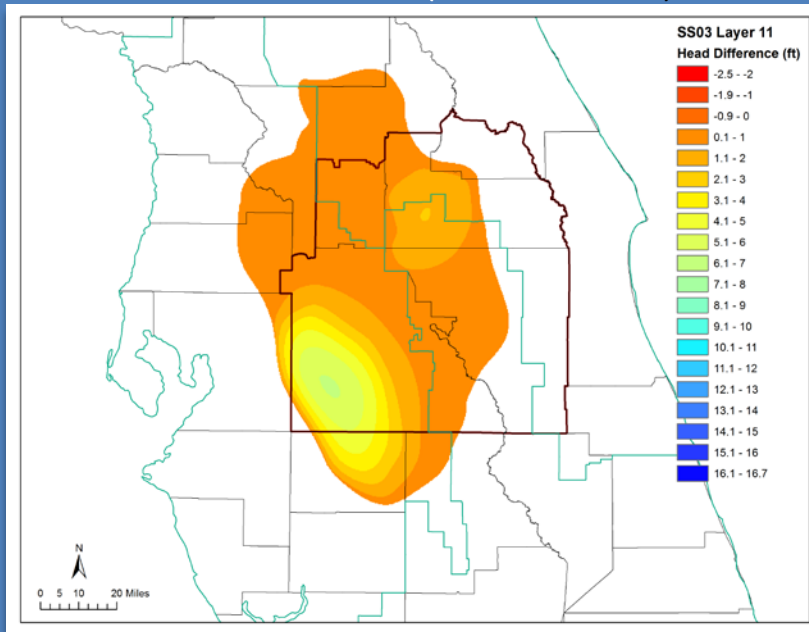 SS03 Layer 11
Head Difference (ft)
-2.5 - -2
-1.9 - -1
-0.9 - 0
0.1 - 1
1.1 - 2
2.1 - 3
3.1 - 4
4.1 - 5
5.1 - 6
6.1 - 7
7.1 - 8
8.1 - 9
9.1 - 10
10.1 - 11
11.1 - 12
12.1 - 13
13.1 - 14
14.1 - 15
15.1 - 16
16.1 - 16.7
N
0 5 10 20 Miles